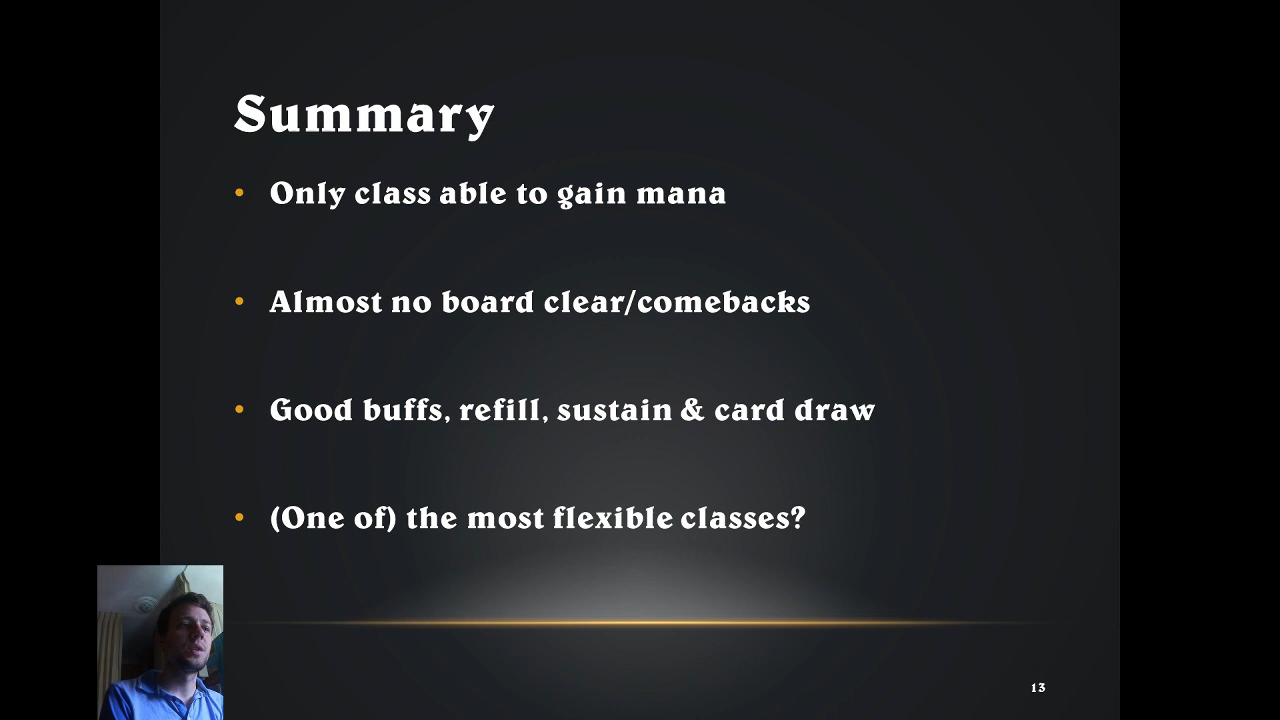 Summary
• Only class able to gain mana
• Almost no board clear/comebacks
• Good buffs, refill, sustain & card draw
• (One of) the most flexible classes?
13